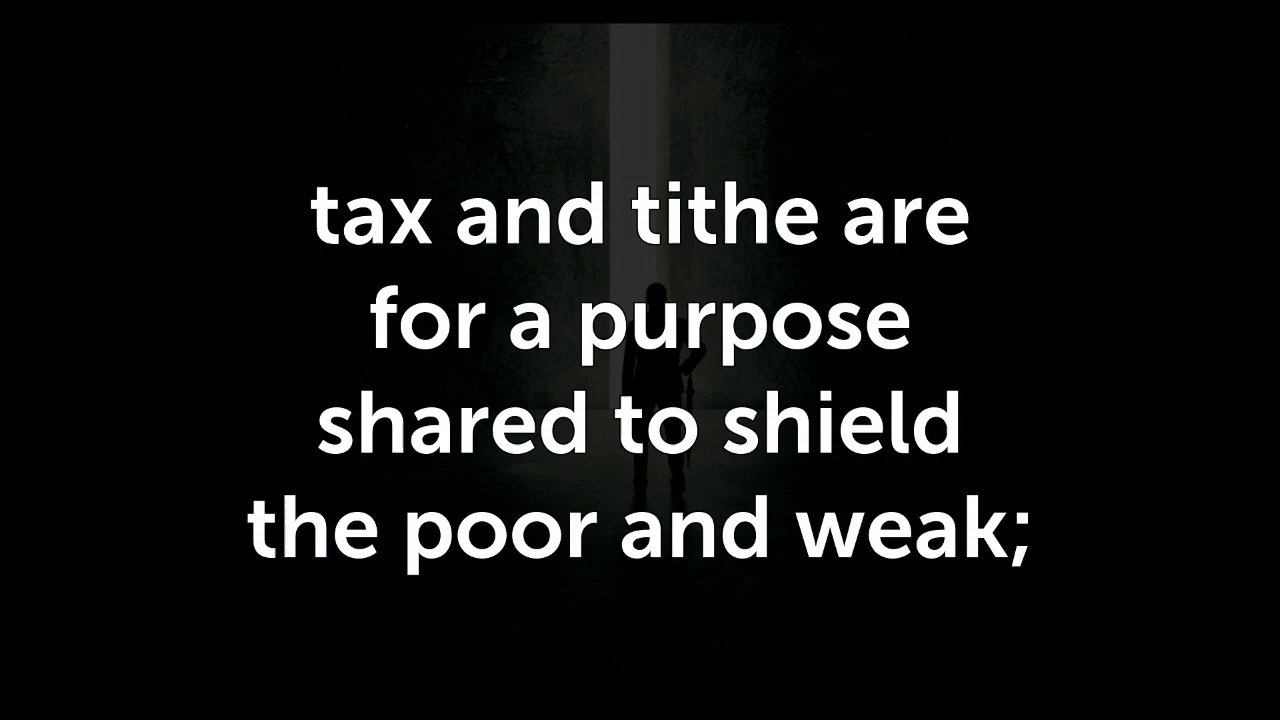 tax and tithe are
for a purpose
shared to shield
the poor and weak;